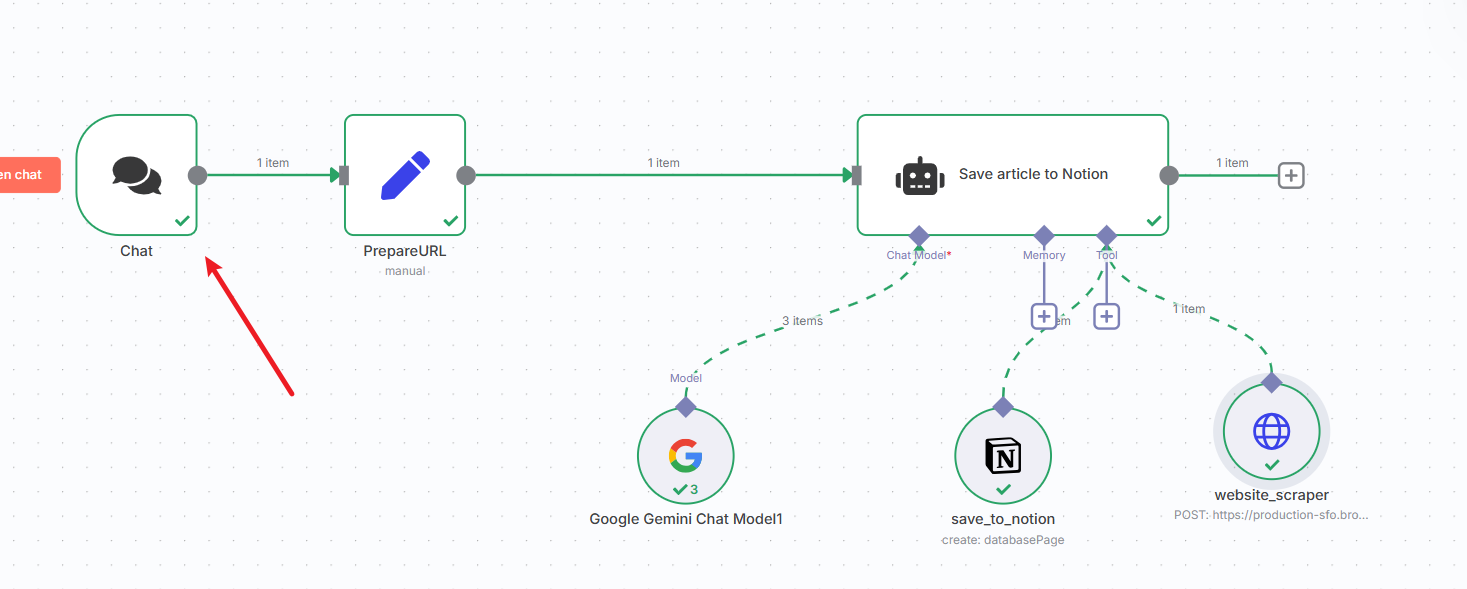 en chat
1 item
1 item
Save article to Notion
1 item
Chat
PrepareURL
manual
Chat Model*
Memory
Tool
3 items
em
1 item
Model
3
Google Gemini Chat Model1
save_to_notion
create: databasePage
website_scraper
POST: https://production-sfo.bro...